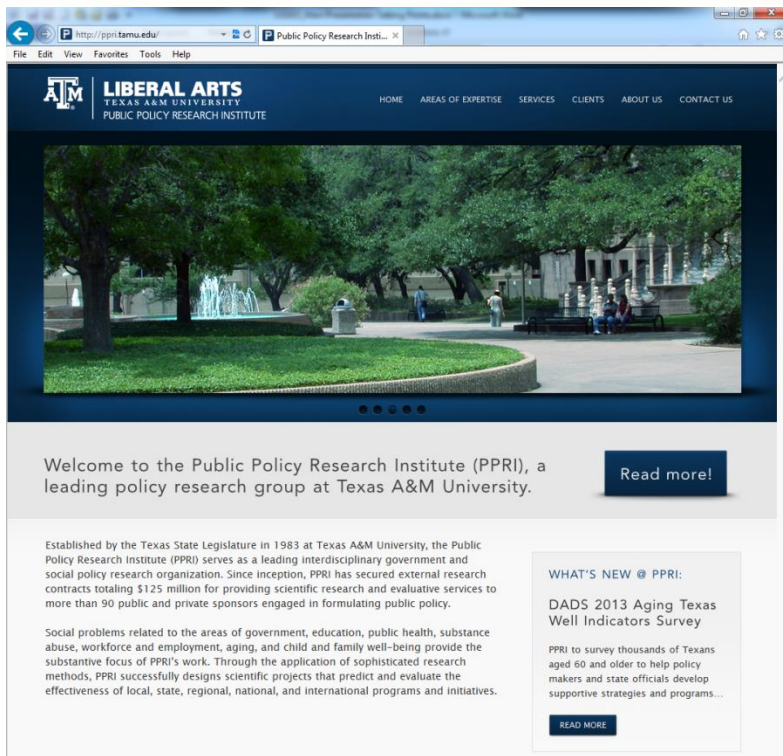 http://ppri.tamu.edu/
Public Policy Research Insti...
File Edit View Favorites Tools Help
ĀM
LIBERAL ARTS
TEXAS A&M UNIVERSITY
PUBLIC POLICY RESEARCH INSTITUTE
HOME AREAS OF EXPERTISE SERVICES CLIENTS ABOUT US CONTACT US
Welcome to the Public Policy Research Institute (PPRI), a
leading policy research group at Texas A&M University.
Read more!
Established by the Texas State Legislature in 1983 at Texas A&M University, the Public
Policy Research Institute (PPRI) serves as a leading interdisciplinary government and
social policy research organization. Since inception, PPRI has secured external research
contracts totaling $125 million for providing scientific research and evaluative services to
more than 90 public and private sponsors engaged in formulating public policy.
Social problems related to the areas of government, education, public health, substance
abuse, workforce and employment, aging, and child and family well-being provide the
substantive focus of PPRI's work. Through the application of sophisticated research
methods, PPRI successfully designs scientific projects that predict and evaluate the
effectiveness of local, state, regional, national, and international programs and initiatives.
WHAT'S NEW @ PPRI:
DADS 2013 Aging Texas
Well Indicators Survey
PPRI to survey thousands of Texans
aged 60 and older to help policy
makers and state officials develop
supportive strategies and programs...
READ MORE